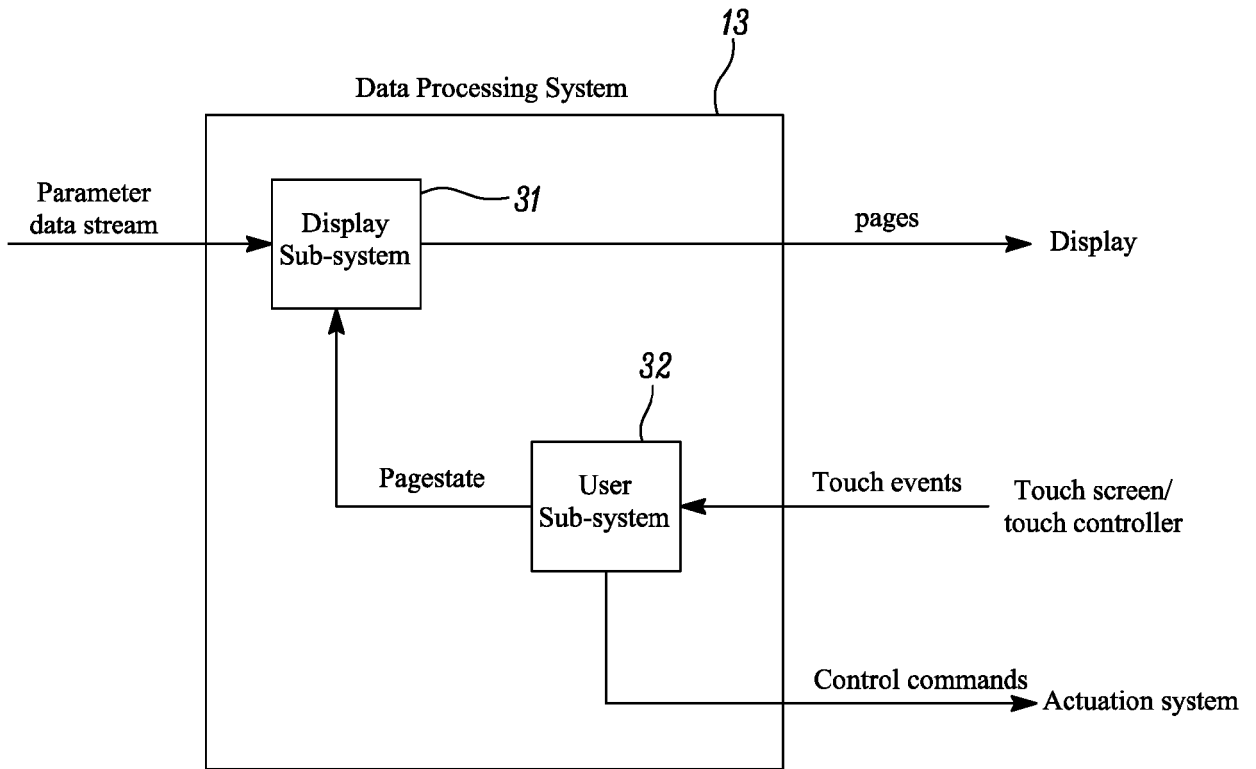 13
Data Processing System
Parameter
data stream
31
Display
Sub-system
pages
Display
32
Pagestate
User
Sub-system
Touch events
Touch screen/
touch controller
Control commands
Actuation system